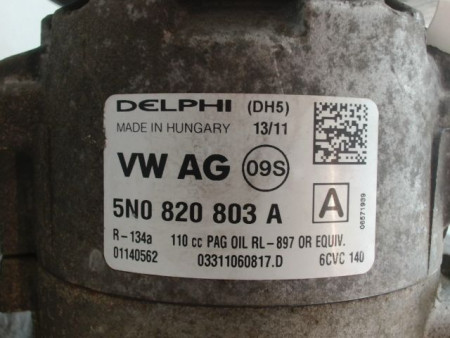 DELPHI (DH5)
MADE IN HUNGARY 13/11
VW AG 09S
5N0 820 803 A A
06571939
R-134a 110 cc PAG OIL RL-897 OR EQUIV.
01140562 03311060817.D 6CVC 140